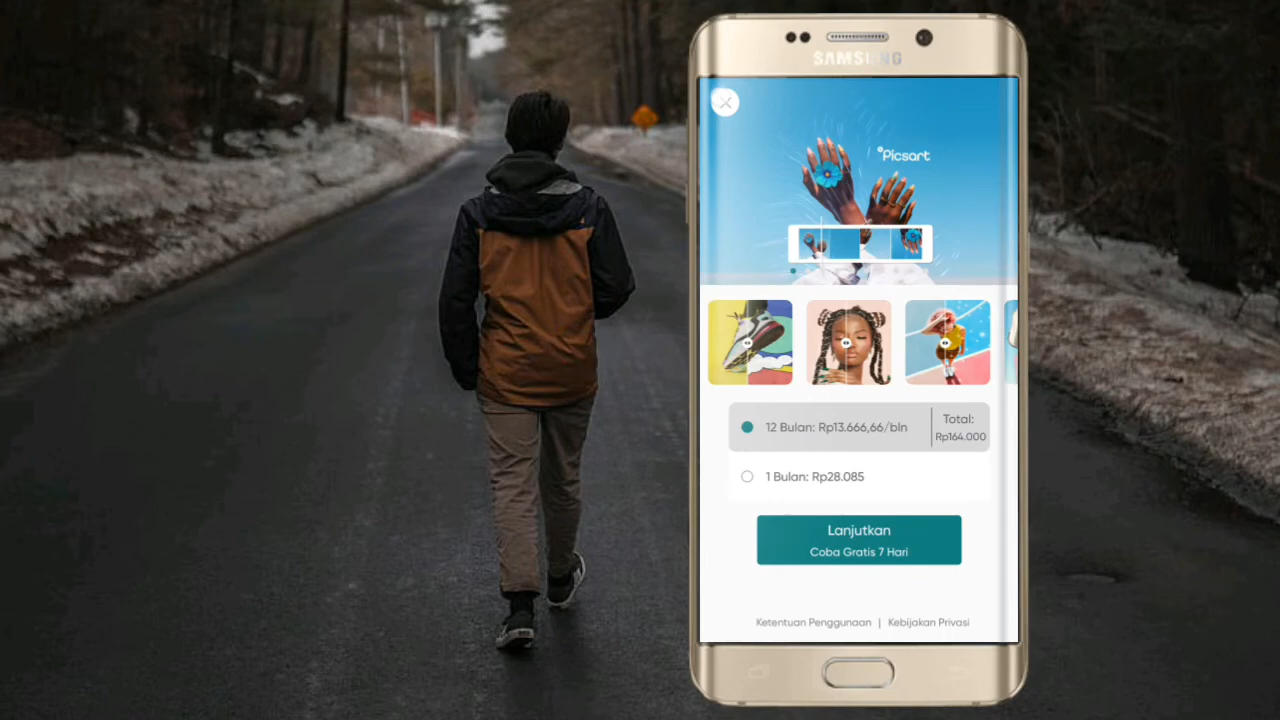 SAMSUNG
Picsart
12 Bulan: Rp13.666,66/bln
Total:
Rp164.000
1 Bulan: Rp28.085
Lanjutkan
Coba Gratis 7 Hari
Ketentuan Penggunaan | Kebijakan Privasi